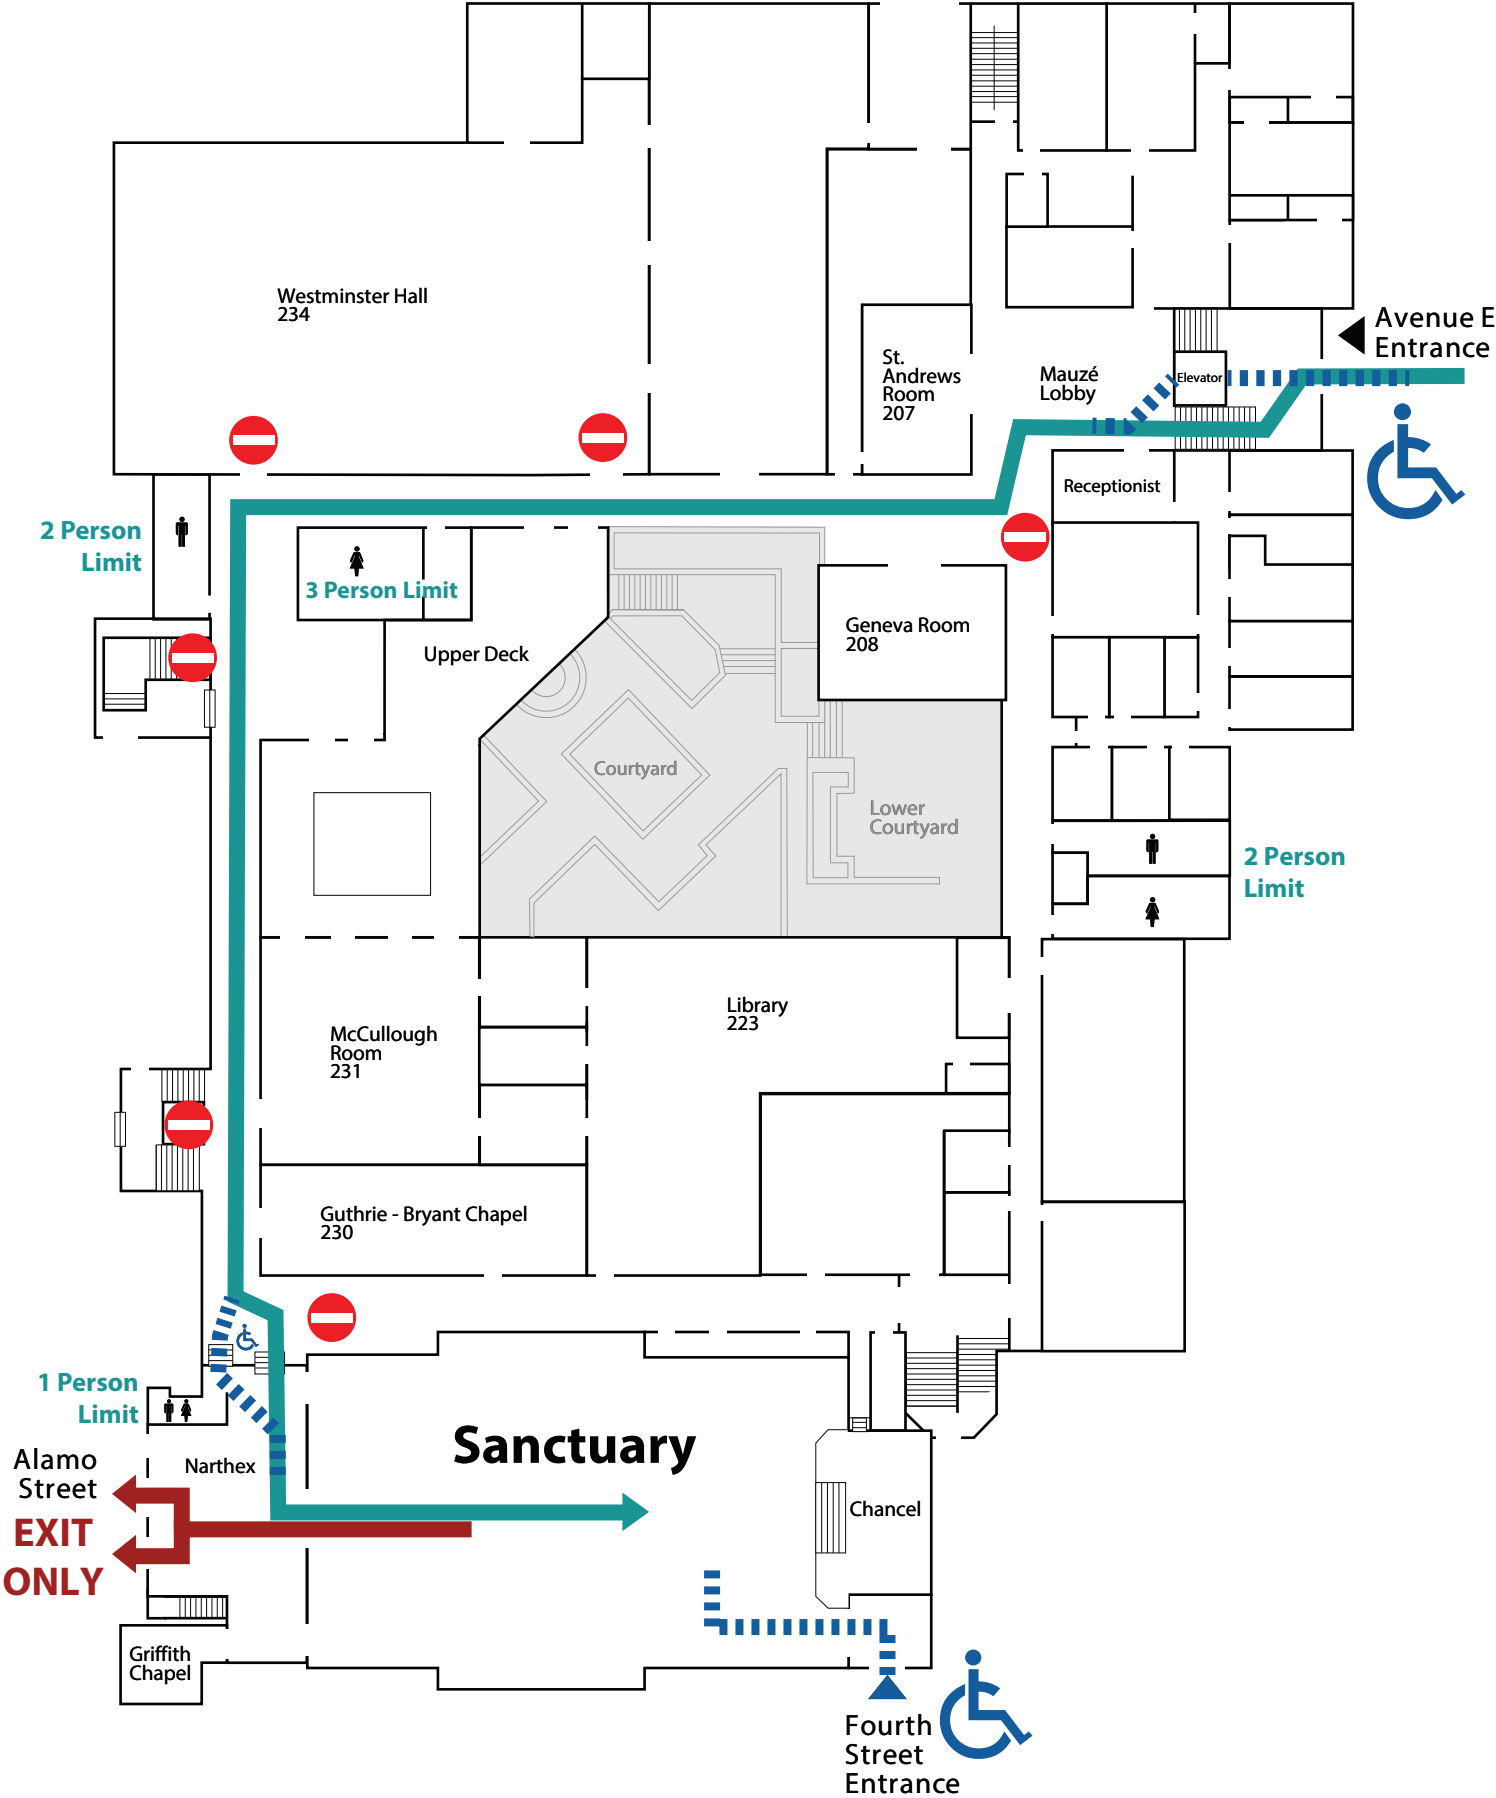 Westminster Hall
234
St.
Andrews
Room
207
Mauzé
Lobby
Elevator
Avenue E
Entrance
Receptionist
2 Person
Limit
3 Person Limit
Upper Deck
Geneva Room
208
Courtyard
Lower
Courtyard
2 Person
Limit
Library
223
McCullough
Room
231
Guthrie - Bryant Chapel
230
1 Person
Limit
Alamo
Street
EXIT
ONLY
Narthex
Sanctuary
Chancel
Griffith
Chapel
Fourth
Street
Entrance